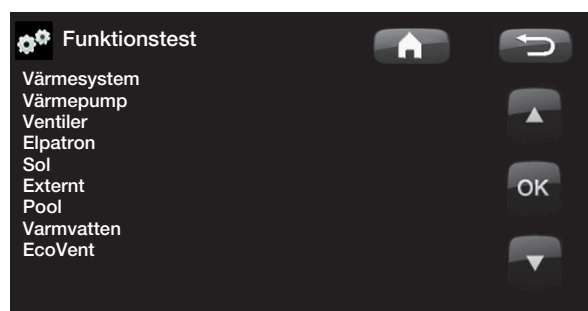 Funktionstest
Värmesystem
Värmepump
Ventiler
Elpatron
Sol
Externt
OK
Pool
Varmvatten
EcoVent